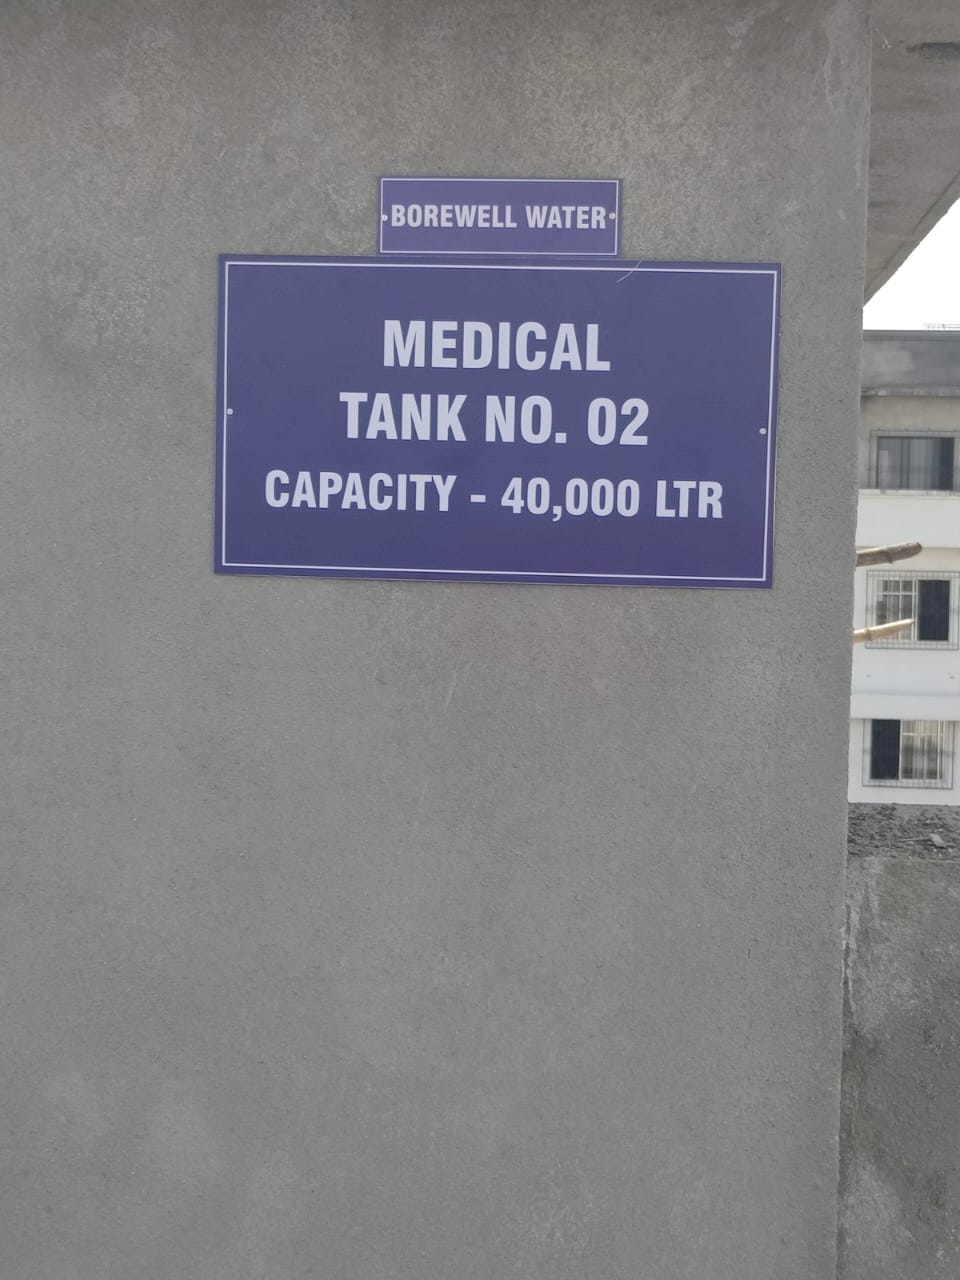 BOREWELL WATER
MEDICAL
TANK NO. 02
CAPACITY - 40,000 LTR